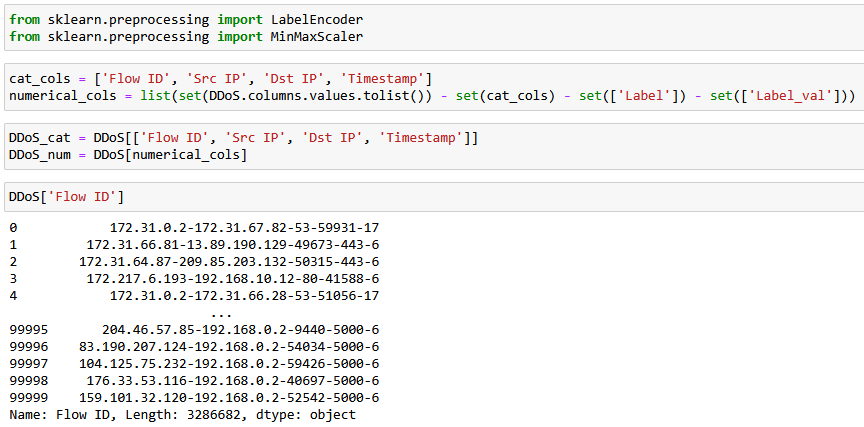 from sklearn.preprocessing import LabelEncoder
from sklearn.preprocessing import MinMaxScaler
cat_cols = ['Flow ID', 'Src IP', 'Dst IP', 'Timestamp']
numerical_cols = list(set(DDoS.columns.values.tolist()) - set(cat_cols) - set(['Label']) - set(['Label_val']))
DDoS_cat = DDoS[['Flow ID', 'Src IP', 'Dst IP', 'Timestamp']]
DDoS_num = DDoS[numerical_cols]
DDoS['Flow ID']
0 172.31.0.2-172.31.67.82-53-59931-17
1 172.31.66.81-13.89.190.129-49673-443-6
2 172.31.64.87-209.85.203.132-50315-443-6
3 172.217.6.193-192.168.10.12-80-41588-6
4 172.31.0.2-172.31.66.28-53-51056-17
...
99995 204.46.57.85-192.168.0.2-9440-5000-6
99996 83.190.207.124-192.168.0.2-54034-5000-6
99997 104.125.75.232-192.168.0.2-59426-5000-6
99998 176.33.53.116-192.168.0.2-40697-5000-6
99999 159.101.32.120-192.168.0.2-52542-5000-6
Name: Flow ID, Length: 3286682, dtype: object